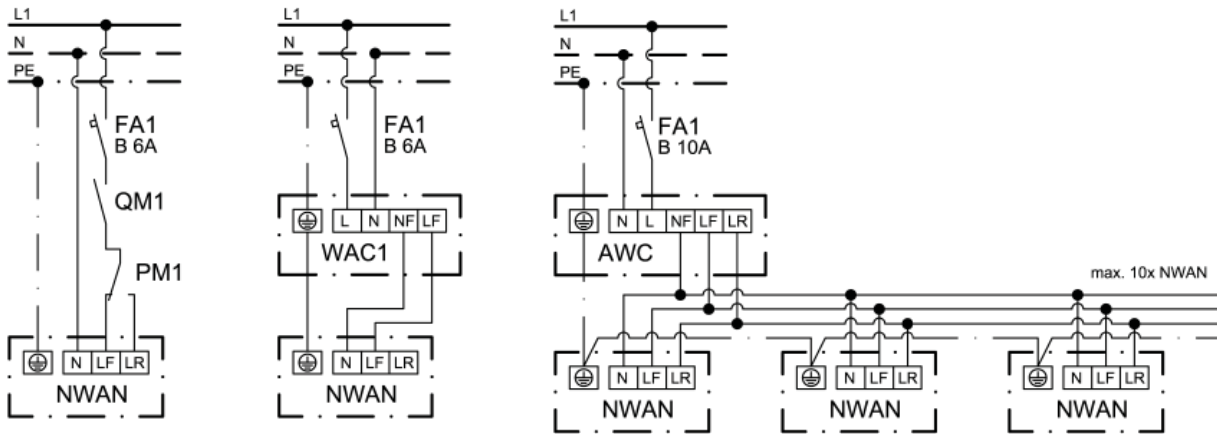 L1
N
PE
FA1
B 6A
QM1
PM1
N LF LR
NWAN
L1
N
PE
FA1
B 6A
L N NF LF
WAC1
N LF LR
NWAN
L1
N
PE
FA1
B 10A
N L NF LF LR
AWC
max. 10x NWAN
N LF LR
NWAN
N LF LR
NWAN
N LF LR
NWAN